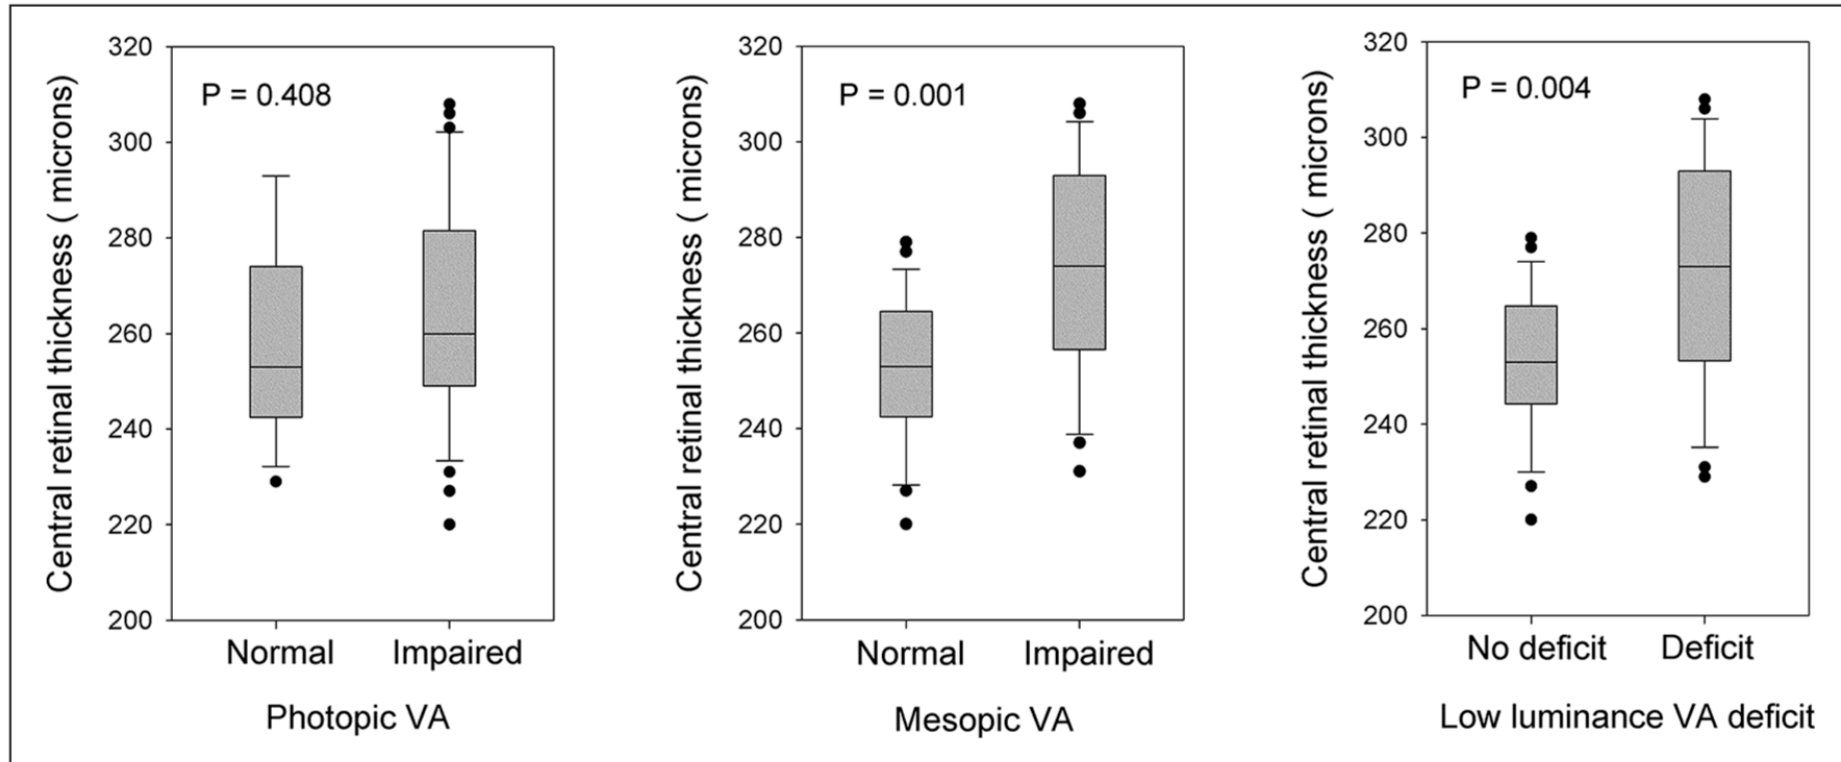 Central retinal thickness ( microns)
320
300
280
260
240
220
200
P = 0.408
Normal Impaired
Photopic VA
Central retinal thickness ( microns)
320
300
280
260
240
220
200
P = 0.001
Normal Impaired
Mesopic VA
Central retinal thickness ( microns)
320
300
280
260
240
220
200
P = 0.004
No deficit Deficit
Low luminance VA deficit